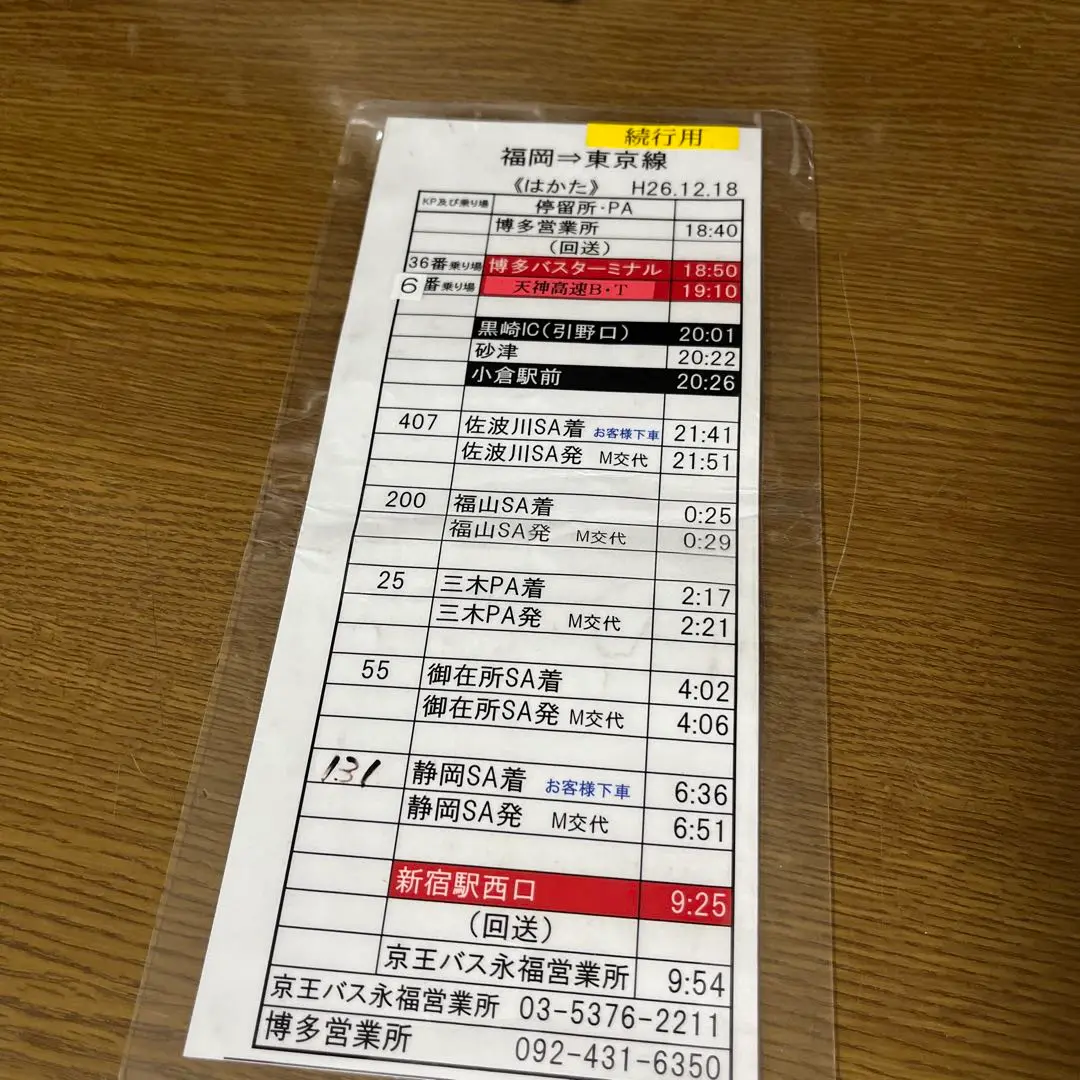 続行用
福岡⇒東京線
《はかた》 H26.12.18
KP及び乗り場 停留所・PA
博多営業所 18:40
(回送)
36番乗り場 博多バスターミナル 18:50
6番乗り場 天神高速B・T 19:10
黒崎IC(引野口) 20:01
砂津 20:22
小倉駅前 20:26
407 佐波川SA着 お客様下車 21:41
佐波川SA発 M交代 21:51
200 福山SA着 0:25
福山SA発 M交代 0:29
25 三木PA着 2:17
三木PA発 M交代 2:21
55 御在所SA着 4:02
御在所SA発 M交代 4:06
131 静岡SA着 お客様下車 6:36
静岡SA発 M交代 6:51
新宿駅西口 9:25
(回送)
京王バス永福営業所 9:54
京王バス永福営業所 03-5376-2211
博多営業所 092-431-6350